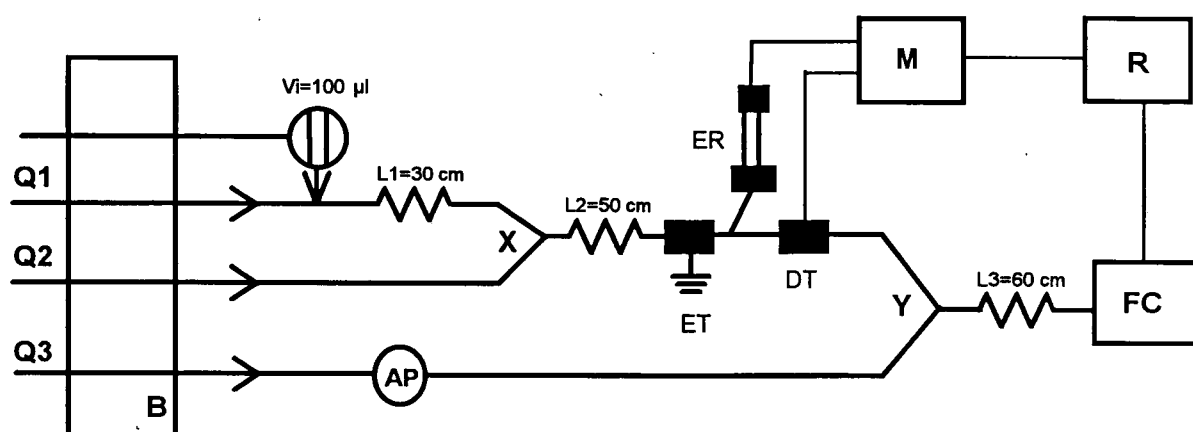 Vi=100 µl
M
R
ER
Q1
L1=30 cm
L2=50 cm
X
Q2
DT
L3=60 cm
FC
ET
Y
Q3
AP
B